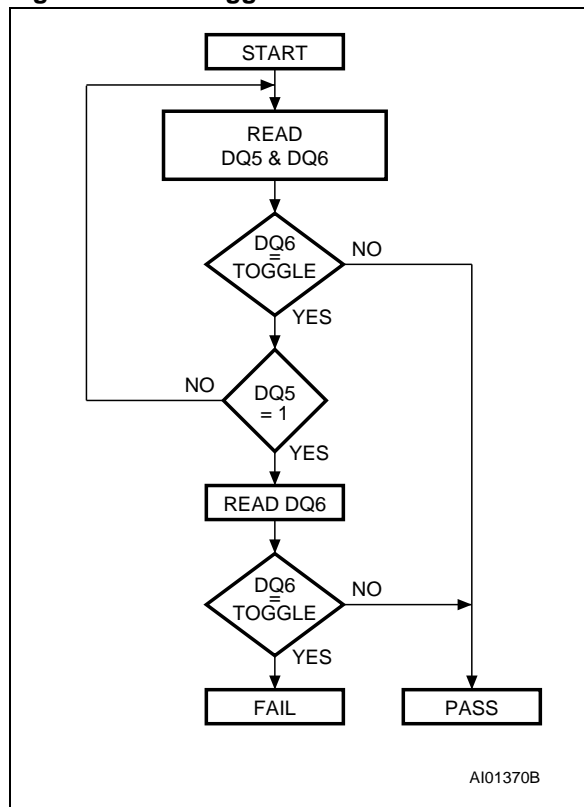 START
READ
DQ5 & DQ6
DQ6
=
TOGGLE
NO
YES
NO
DQ5
= 1
YES
READ DQ6
DQ6
=
TOGGLE
NO
YES
FAIL
PASS
AI01370B